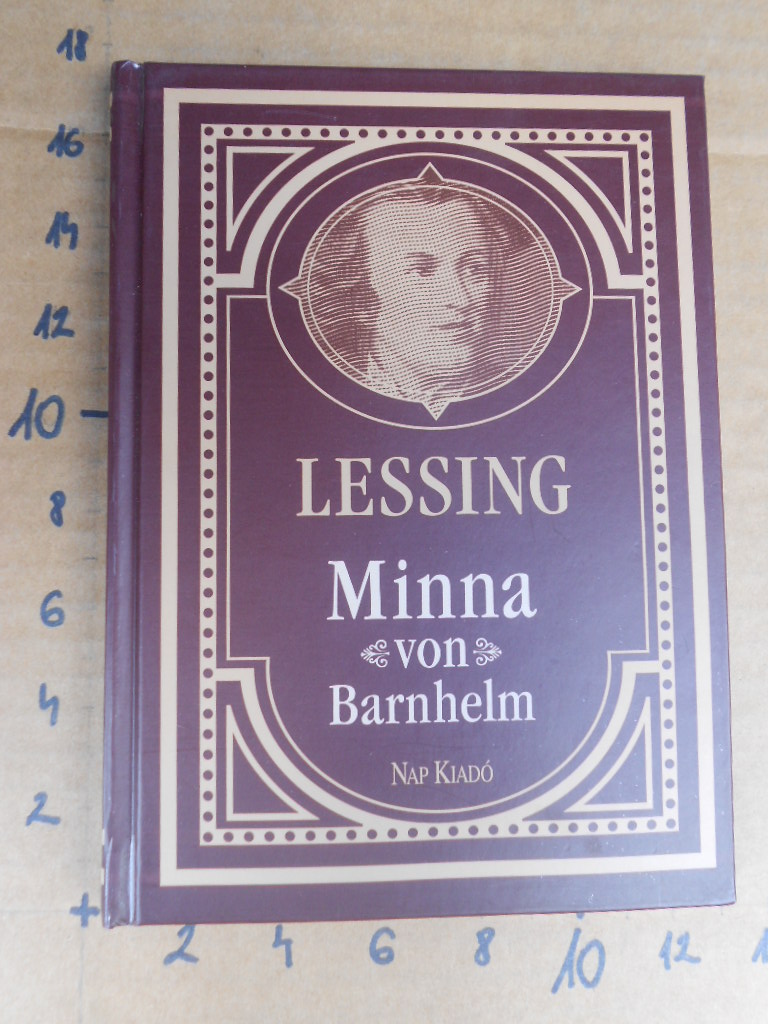 18
16
14
12
10
8
6
4
2
LESSING
Minna
von
Barnhelm
NAP KIADÓ
2 4 6 8 10 12